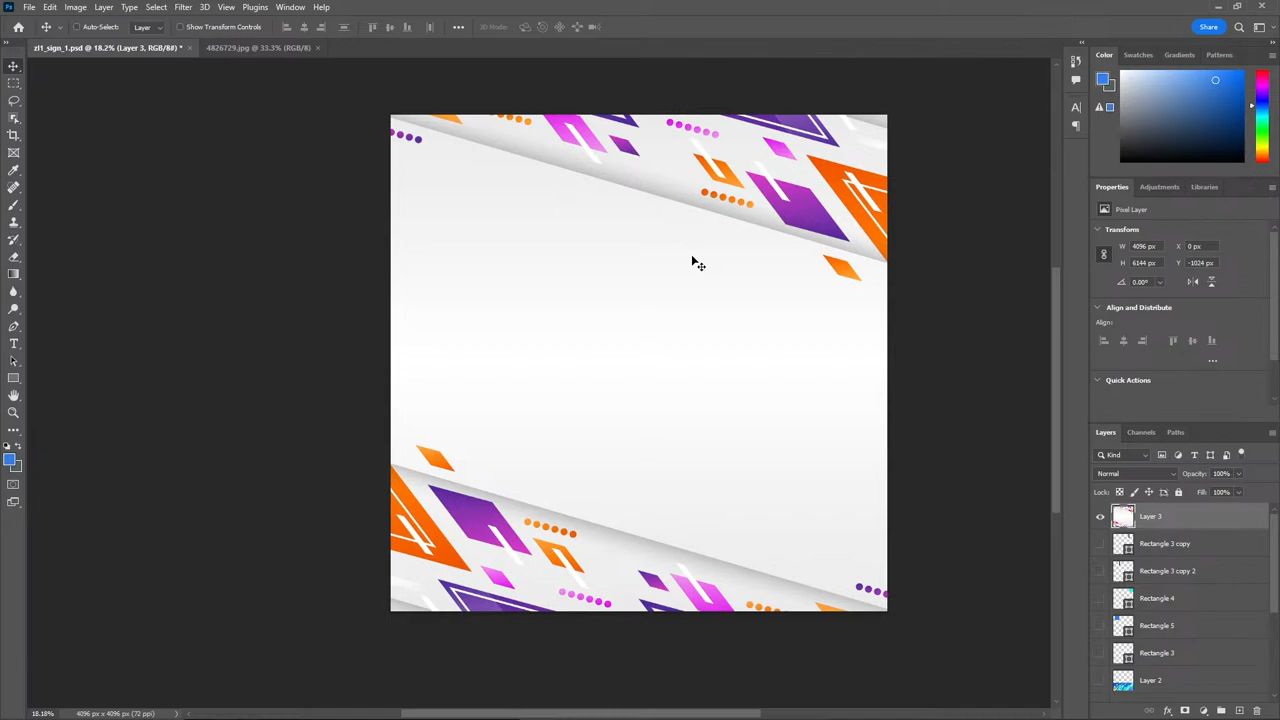 Ps File Edit Image Layer Type Select Filter 3D View Plugins Window Help
Auto-Select: Layer Show Transform Controls 3D Mode: Share
zl1_sign_1.psd @ 18.2% (Layer 3, RGB/8#) * × 4826729.jpg @ 33.3% (RGB/8) ×
Color Swatches Gradients Patterns
Properties Adjustments Libraries
Pixel Layer
Transform
W 4096 px X 0 px
H 6144 px Y -1024 px
0.00°
Align and Distribute
Align:
Quick Actions
Layers Channels Paths
Kind
Normal Opacity: 100%
Lock: Fill: 100%
Layer 3
Rectangle 3 copy
Rectangle 3 copy 2
Rectangle 4
Rectangle 5
Rectangle 3
Layer 2
18.18% 4096 px x 4096 px (72 ppi)